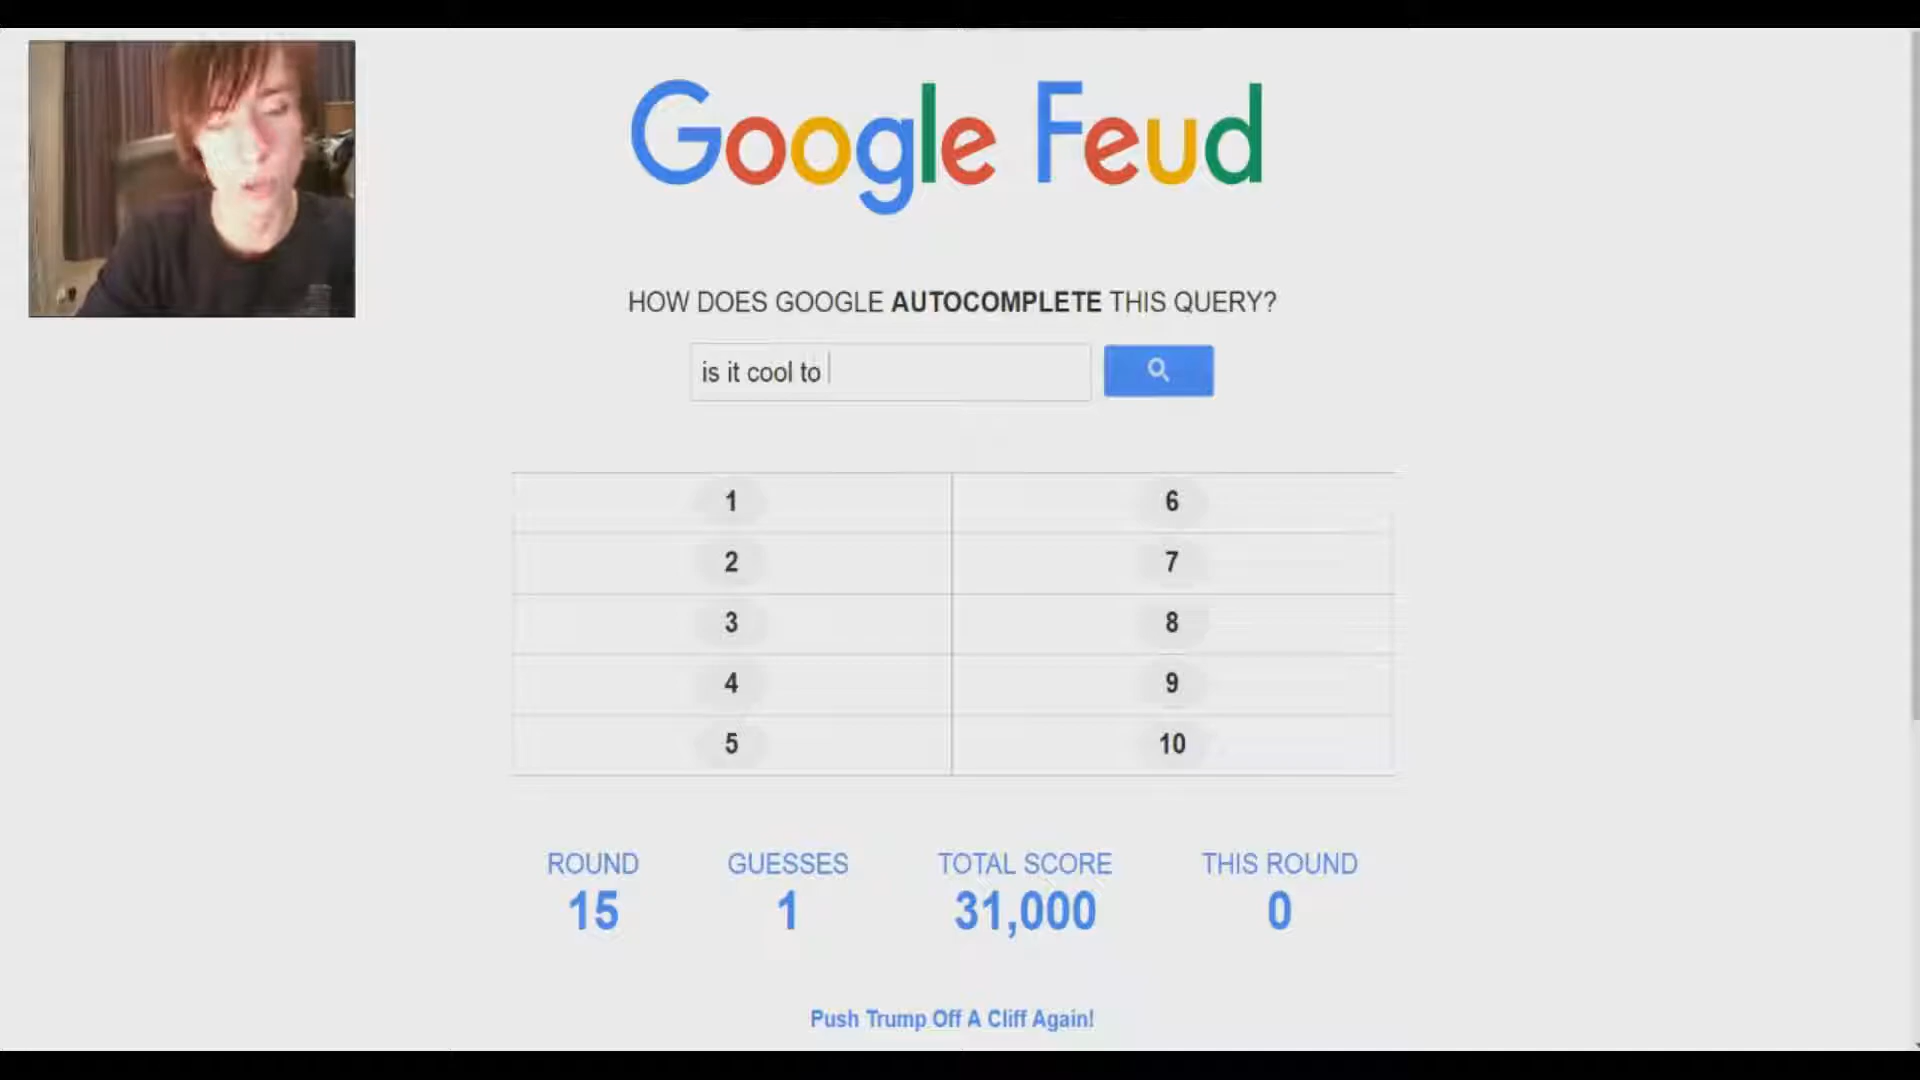 Google Feud
HOW DOES GOOGLE AUTOCOMPLETE THIS QUERY?
is it cool to
1 6
2 7
3 8
4 9
5 10
ROUND GUESSES TOTAL SCORE THIS ROUND
15 1 31,000 0
Push Trump Off A Cliff Again!